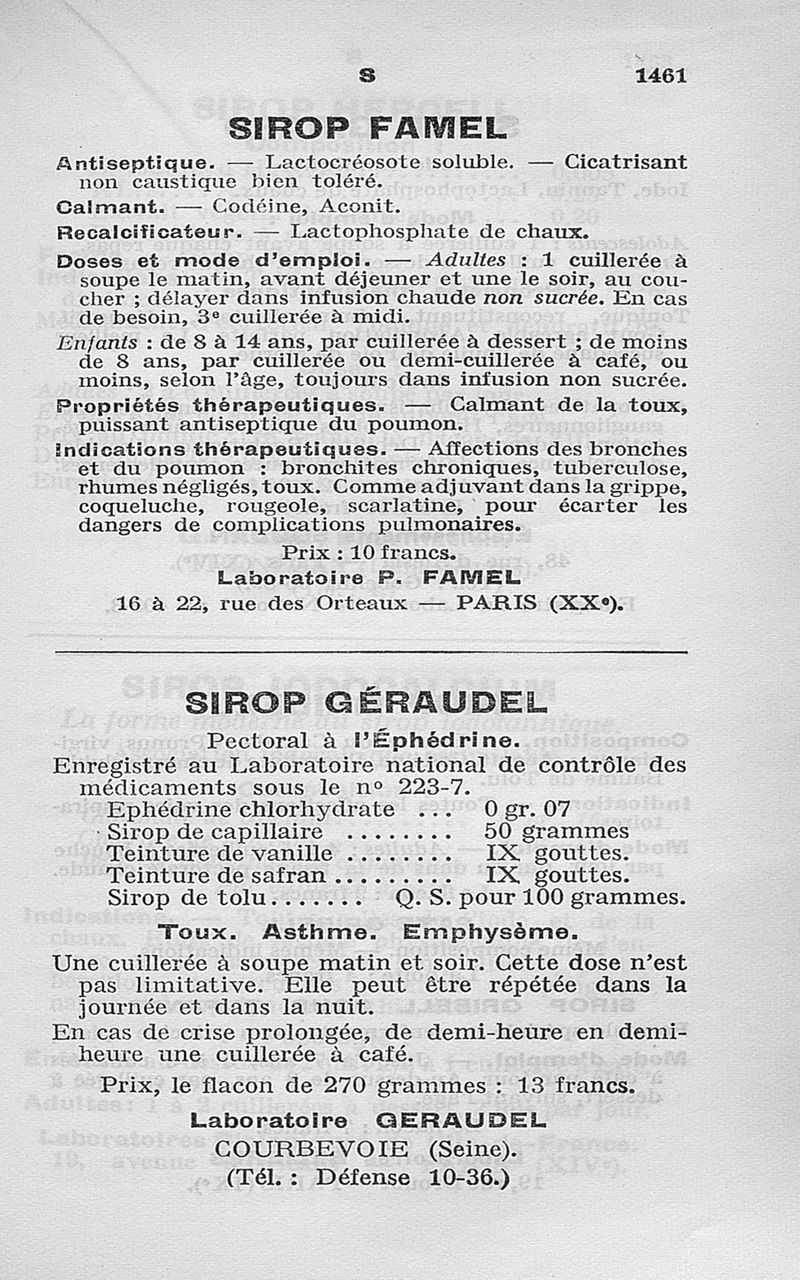 S 1461
SIROP FAMEL
Antiseptique. — Lactocréosote soluble. — Cicatrisant
non caustique bien toléré.
Calmant. — Codéine, Aconit.
Recalcificateur. — Lactophosphate de chaux.
Doses et mode d'emploi. — Adultes : 1 cuillerée à
soupe le matin, avant déjeuner et une le soir, au cou-
cher ; délayer dans infusion chaude non sucrée. En cas
de besoin, 3e cuillerée à midi.
Enfants : de 8 à 14 ans, par cuillerée à dessert ; de moins
de 8 ans, par cuillerée ou demi-cuillerée à café, ou
moins, selon l'âge, toujours dans infusion non sucrée.
Propriétés thérapeutiques. — Calmant de la toux,
puissant antiseptique du poumon.
Indications thérapeutiques. — Affections des bronches
et du poumon : bronchites chroniques, tuberculose,
rhumes négligés, toux. Comme adjuvant dans la grippe,
coqueluche, rougeole, scarlatine, pour écarter les
dangers de complications pulmonaires.
Prix : 10 francs.
Laboratoire P. FAMEL
16 à 22, rue des Orteaux — PARIS (XXe).
SIROP GÉRAUDEL
Pectoral à l'Éphédrine.
Enregistré au Laboratoire national de contrôle des
médicaments sous le no 223-7.
Ephédrine chlorhydrate ... 0 gr. 07
Sirop de capillaire ........ 50 grammes
Teinture de vanille ........ IX gouttes.
Teinture de safran ......... IX gouttes.
Sirop de tolu....... Q. S. pour 100 grammes.
Toux. Asthme. Emphysème.
Une cuillerée à soupe matin et soir. Cette dose n'est
pas limitative. Elle peut être répétée dans la
journée et dans la nuit.
En cas de crise prolongée, de demi-heure en demi-
heure une cuillerée à café.
Prix, le flacon de 270 grammes : 13 francs.
Laboratoire GERAUDEL
COURBEVOIE (Seine).
(Tél. : Défense 10-36.)